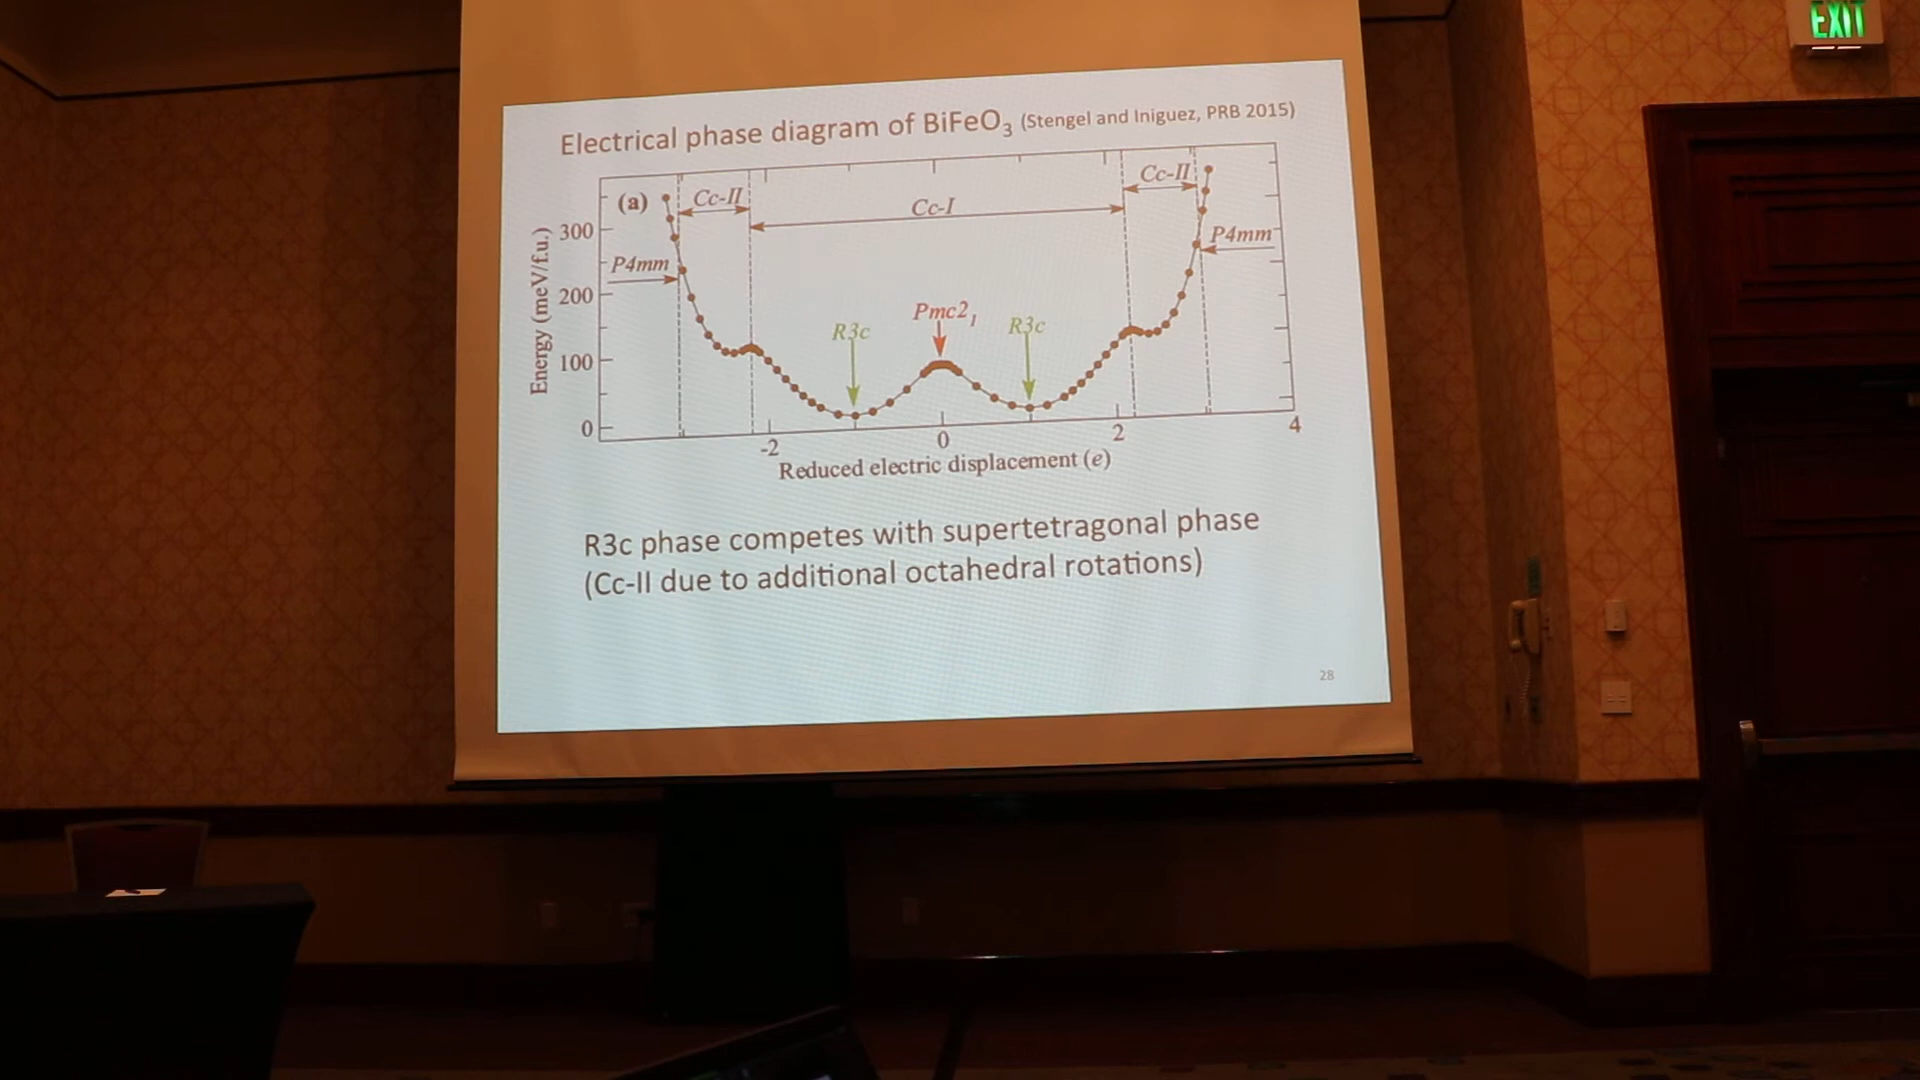 EXIT
Electrical phase diagram of BiFeO3 (Stengel and Iniguez, PRB 2015)
(a)
Cc-II
Cc-I
Cc-II
P4mm
P4mm
R3c
Pmc21
R3c
Energy (meV/f.u.)
300
200
100
0
-2
0
2
4
Reduced electric displacement (e)
R3c phase competes with supertetragonal phase
(Cc-II due to additional octahedral rotations)
28